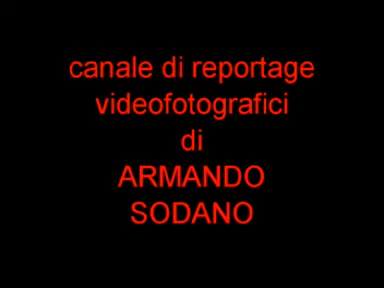 canale di reportage
videofotografici
di
ARMANDO
SODANO